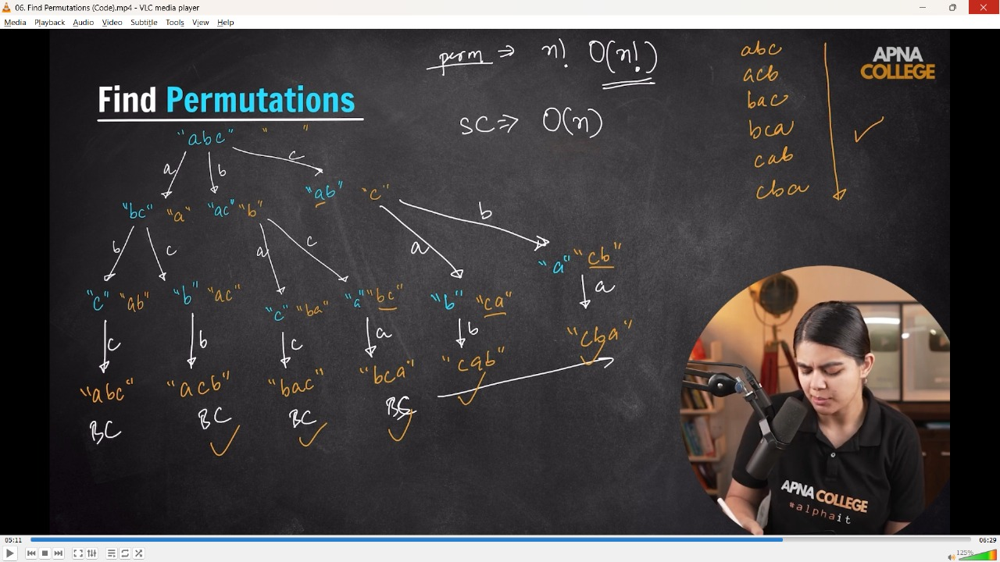 06. Find Permutations (Code).mp4 - VLC media player
Media Playback Audio Video Subtitle Tools View Help
perm ⇒ n! O(n!)
SC ⇒ O(n)
abc
acb
bac
bca
cab
cba
APNA
COLLEGE
Find Permutations
"abc" " "
a b c
"bc" "a" "ac" "b" "ab" "c"
b c a c a b
"c" "ab" "b" "ac" "c" "ba" "a" "bc" "b" "ca" "a" "cb"
c b c a b a
"abc" "acb" "bac" "bca" "cab" "cba"
BC BC BC BC
APNA COLLEGE
#alphait
05:11 06:29
125%